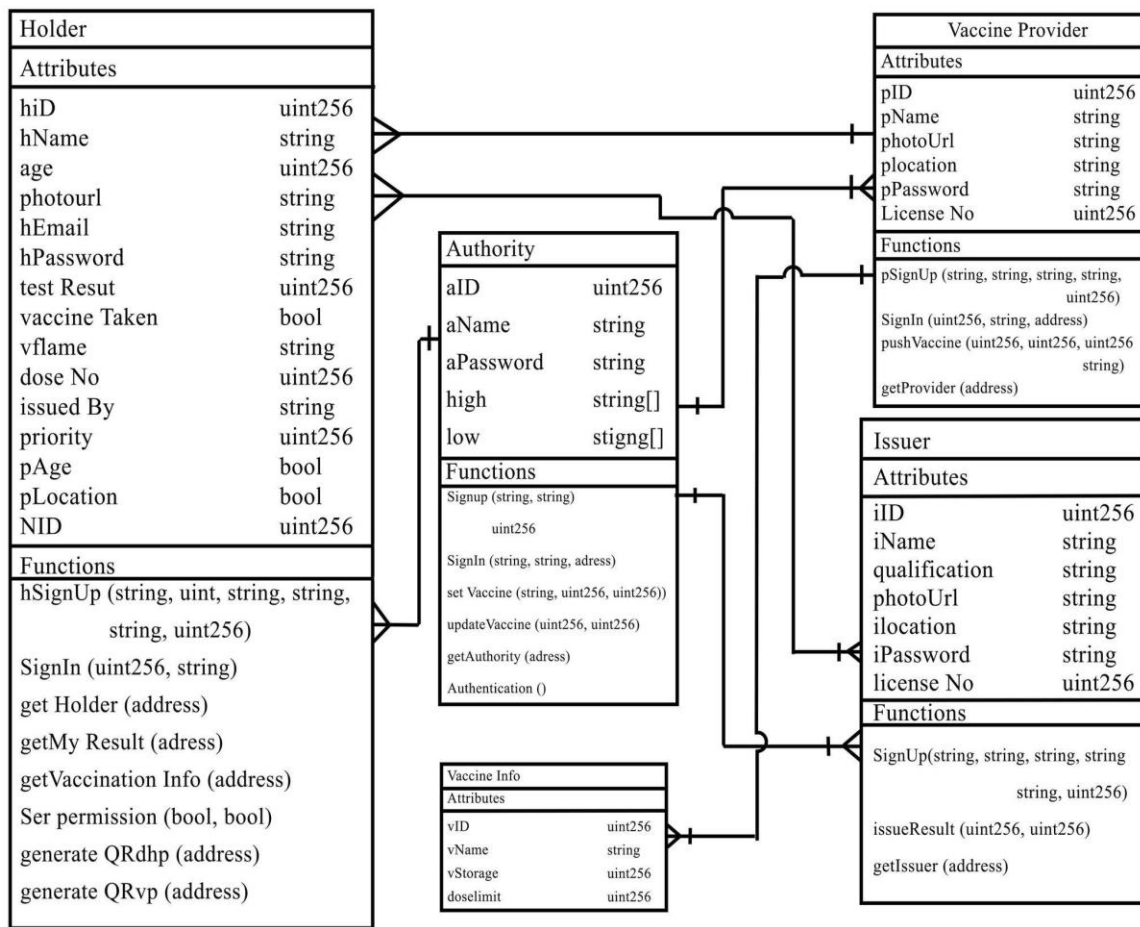 Holder
Attributes
hiD uint256
hName string
age uint256
photourl string
hEmail string
hPassword string
test Resut uint256
vaccine Taken bool
vflame string
dose No uint256
issued By string
priority uint256
pAge bool
pLocation bool
NID uint256
Functions
hSignUp (string, uint, string, string,
string, uint256)
SignIn (uint256, string)
get Holder (address)
getMy Result (adress)
getVaccination Info (address)
Ser permission (bool, bool)
generate QRdhp (address)
generate QRvp (address)
Authority
aID uint256
aName string
aPassword string
high string[]
low stigng[]
Functions
Signup (string, string)
uint256
SignIn (string, string, adress)
set Vaccine (string, uint256, uint256))
updateVaccine (uint256, uint256)
getAuthority (adress)
Authentication ()
Vaccine Info
Attributes
vID uint256
vName string
vStorage uint256
doselimit uint256
Vaccine Provider
Attributes
pID uint256
pName string
photoUrl string
plocation string
pPassword string
License No uint256
Functions
pSignUp (string, string, string, string,
uint256)
SignIn (uint256, string, address)
pushVaccine (uint256, uint256, uint256
string)
getProvider (address)
Issuer
Attributes
iID uint256
iName string
qualification string
photoUrl string
ilocation string
iPassword string
license No uint256
Functions
SignUp(string, string, string, string
string, uint256)
issueResult (uint256, uint256)
getIssuer (address)